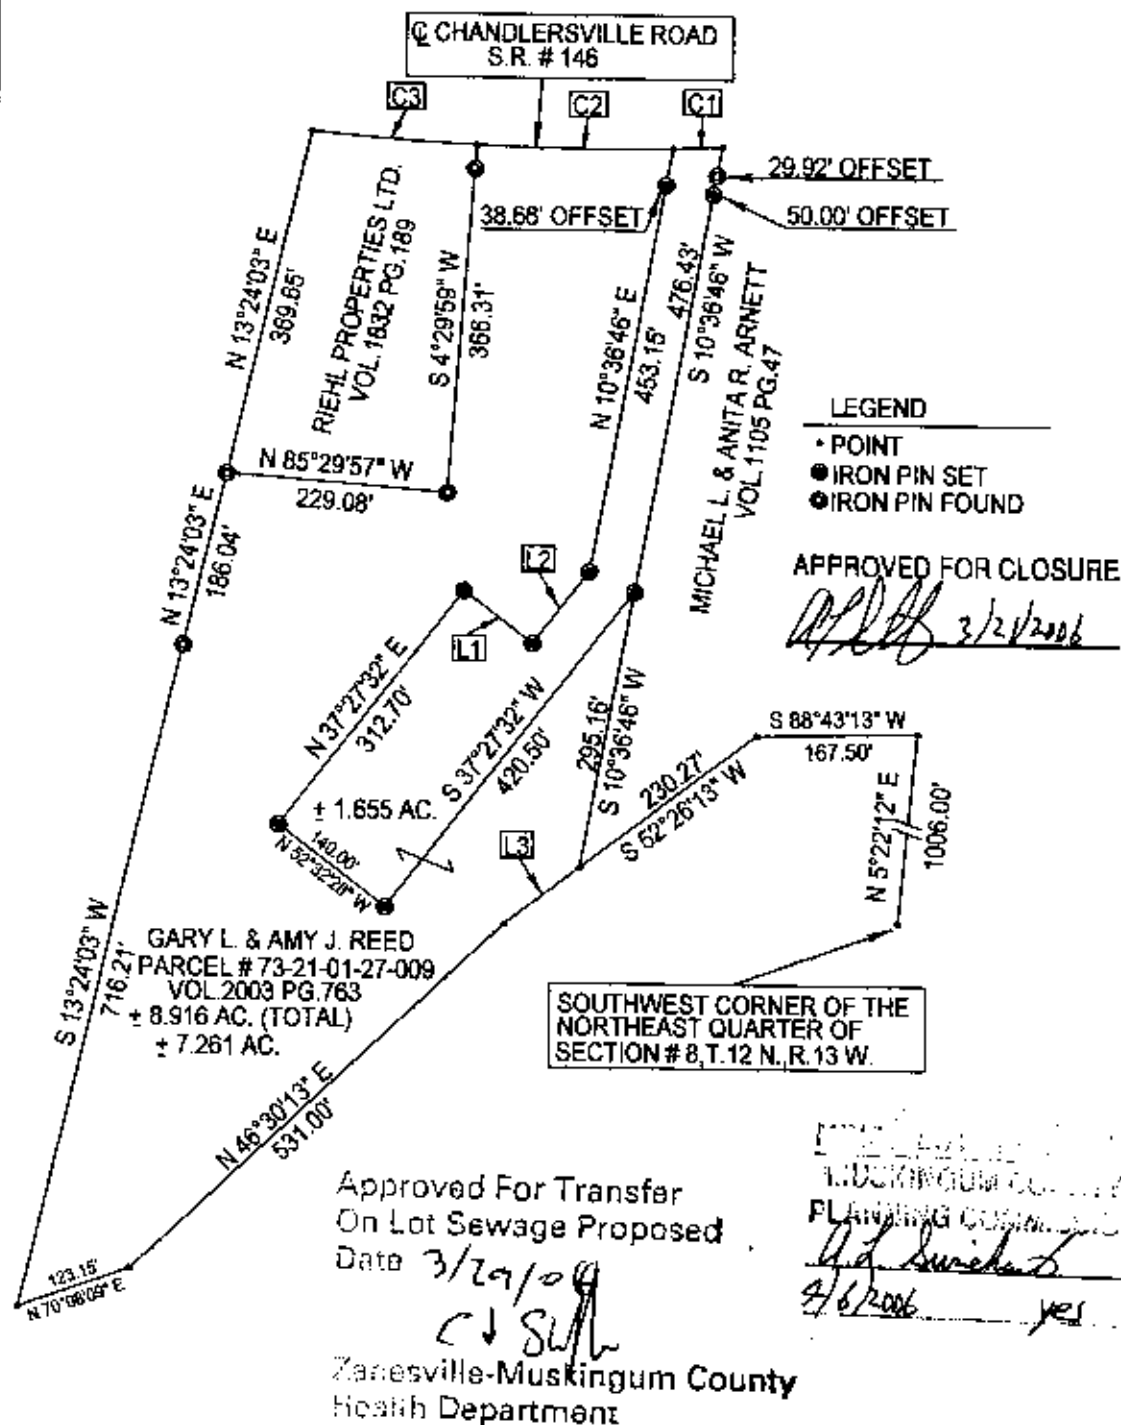 ℄ CHANDLERSVILLE ROAD
S.R. # 146
C3
C2
C1
29.92' OFFSET
38.68' OFFSET
50.00' OFFSET
N 13°24'03" E
369.65'
RIEHL PROPERTIES LTD.
VOL.1632 PG.189
S 4°29'59" W
366.31'
N 10°36'46" E
453.15'
476.43'
S 10°36'46" W
MICHAEL L. & ANITA R. ARNETT
VOL.1105 PG.47
LEGEND
POINT
IRON PIN SET
IRON PIN FOUND
N 85°29'57" W
229.08'
N 13°24'03" E
186.04'
APPROVED FOR CLOSURE
3/21/2006
L2
L1
N 37°27'32" E
312.70'
S 37°27'32" W
420.50'
295.16'
S 10°36'46" W
S 88°43'13" W
167.50'
230.27'
S 52°26'13" W
N 5°22'12" E
1006.00'
± 1.655 AC.
140.00'
N 52°32'28" W
L3
S 13°24'03" W
716.21'
GARY L. & AMY J. REED
PARCEL # 73-21-01-27-009
VOL.2003 PG.763
± 8.916 AC. (TOTAL)
± 7.261 AC.
SOUTHWEST CORNER OF THE
NORTHEAST QUARTER OF
SECTION # 8,T.12 N.,R.13 W.
N 46°30'13" E
531.00'
123.15'
N 70°08'09" E
Approved For Transfer
On Lot Sewage Proposed
Date 3/29/06
Zanesville-Muskingum County
Health Department
MUSKINGUM
PLANNING COMMISSION
4/6/2006 yes